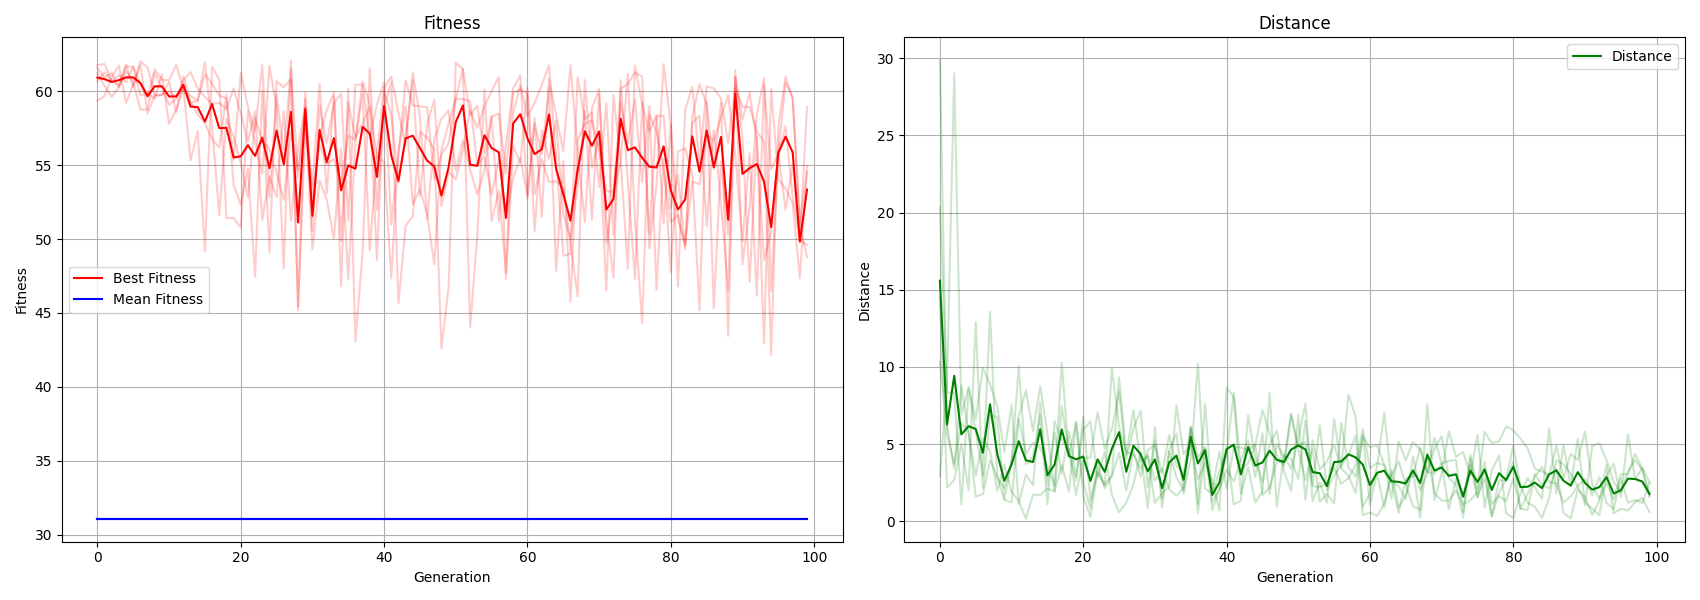 Fitness
Fitness
60
55
50
45
40
35
30
Best Fitness
Mean Fitness
0 20 40 60 80 100
Generation
Distance
Distance
30
25
20
15
10
5
0
Distance
0 20 40 60 80 100
Generation